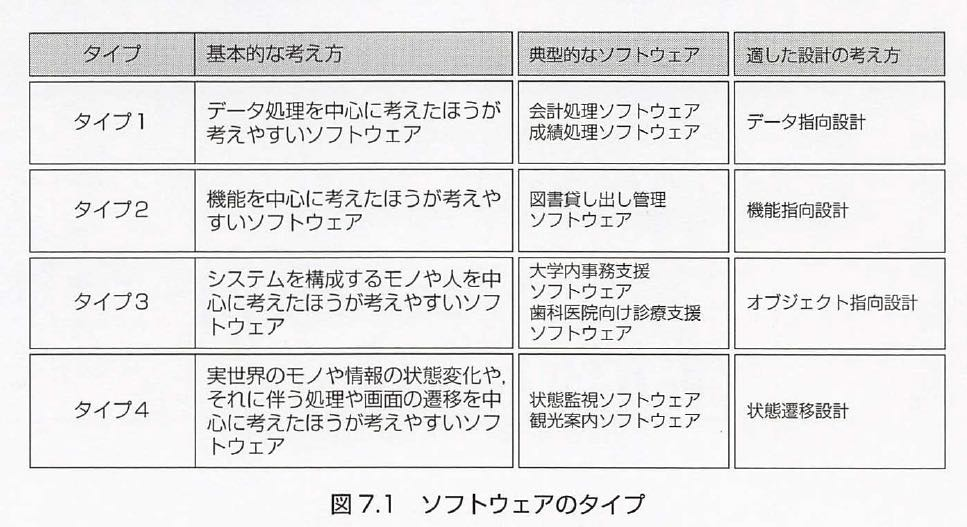 タイプ 基本的な考え方 典型的なソフトウェア 適した設計の考え方
タイプ1
データ処理を中心に考えたほうが
考えやすいソフトウェア
会計処理ソフトウェア
成績処理ソフトウェア
データ指向設計
タイプ2
機能を中心に考えたほうが考えや
すいソフトウェア
図書貸し出し管理
ソフトウェア
機能指向設計
タイプ3
システムを構成するモノや人を中
心に考えたほうが考えやすいソフ
トウェア
大学内事務支援
ソフトウェア
歯科医院向け診療支援
ソフトウェア
オブジェクト指向設計
タイプ4
実世界のモノや情報の状態変化や,
それに伴う処理や画面の遷移を中
心に考えたほうが考えやすいソフ
トウェア
状態監視ソフトウェア
観光案内ソフトウェア
状態遷移設計
図 7.1 ソフトウェアのタイプ